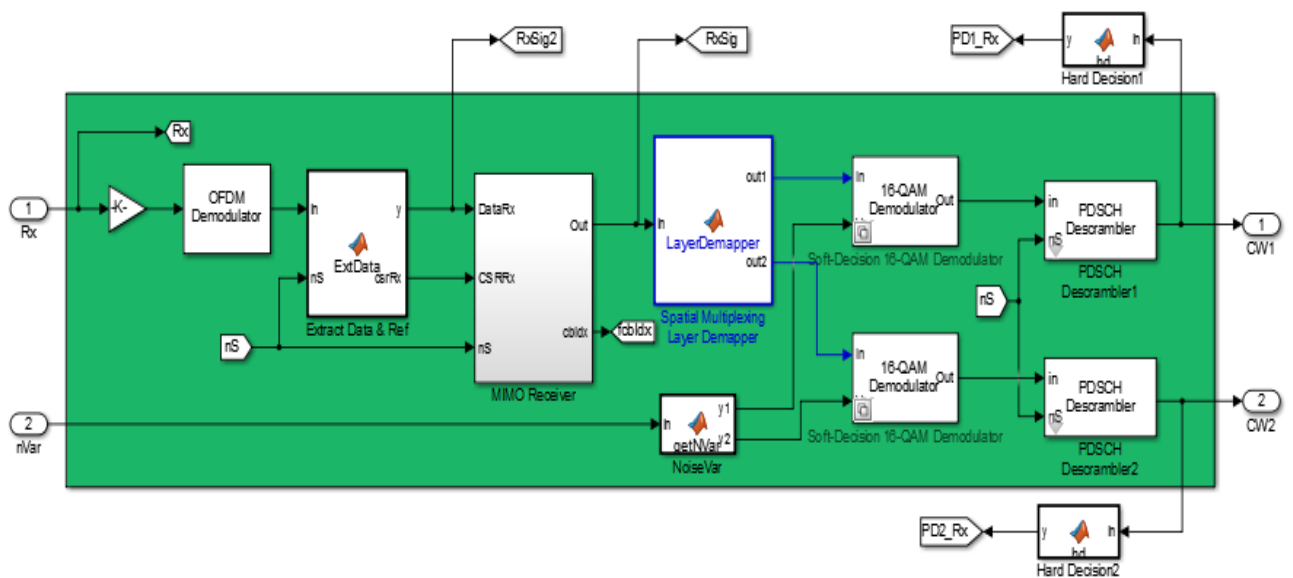 RxSig2
RxSig
PD1_Rx
y
In
hd
Hard Decision1
Rx
1
Rx
-K-
OFDM
Demodulator
In
y
ExtData
nS
csrRx
Extract Data & Ref
nS
DataRx
Out
CSRRx
cbIdx
nS
MIMO Receiver
fcbIdx
out1
In
LayerDemapper
out2
Spatial Multiplexing
Layer Demapper
In
16-QAM
Demodulator
Out
Soft-Decision 16-QAM Demodulator
in
PDSCH
Descrambler
nS
PDSCH
Descrambler1
1
CW1
nS
In
16-QAM
Demodulator
Out
Soft-Decision 16-QAM Demodulator
in
PDSCH
Descrambler
nS
PDSCH
Descrambler2
2
CW2
2
nVar
In
y1
getNVar
y2
NoiseVar
PD2_Rx
y
In
hd
Hard Decision2